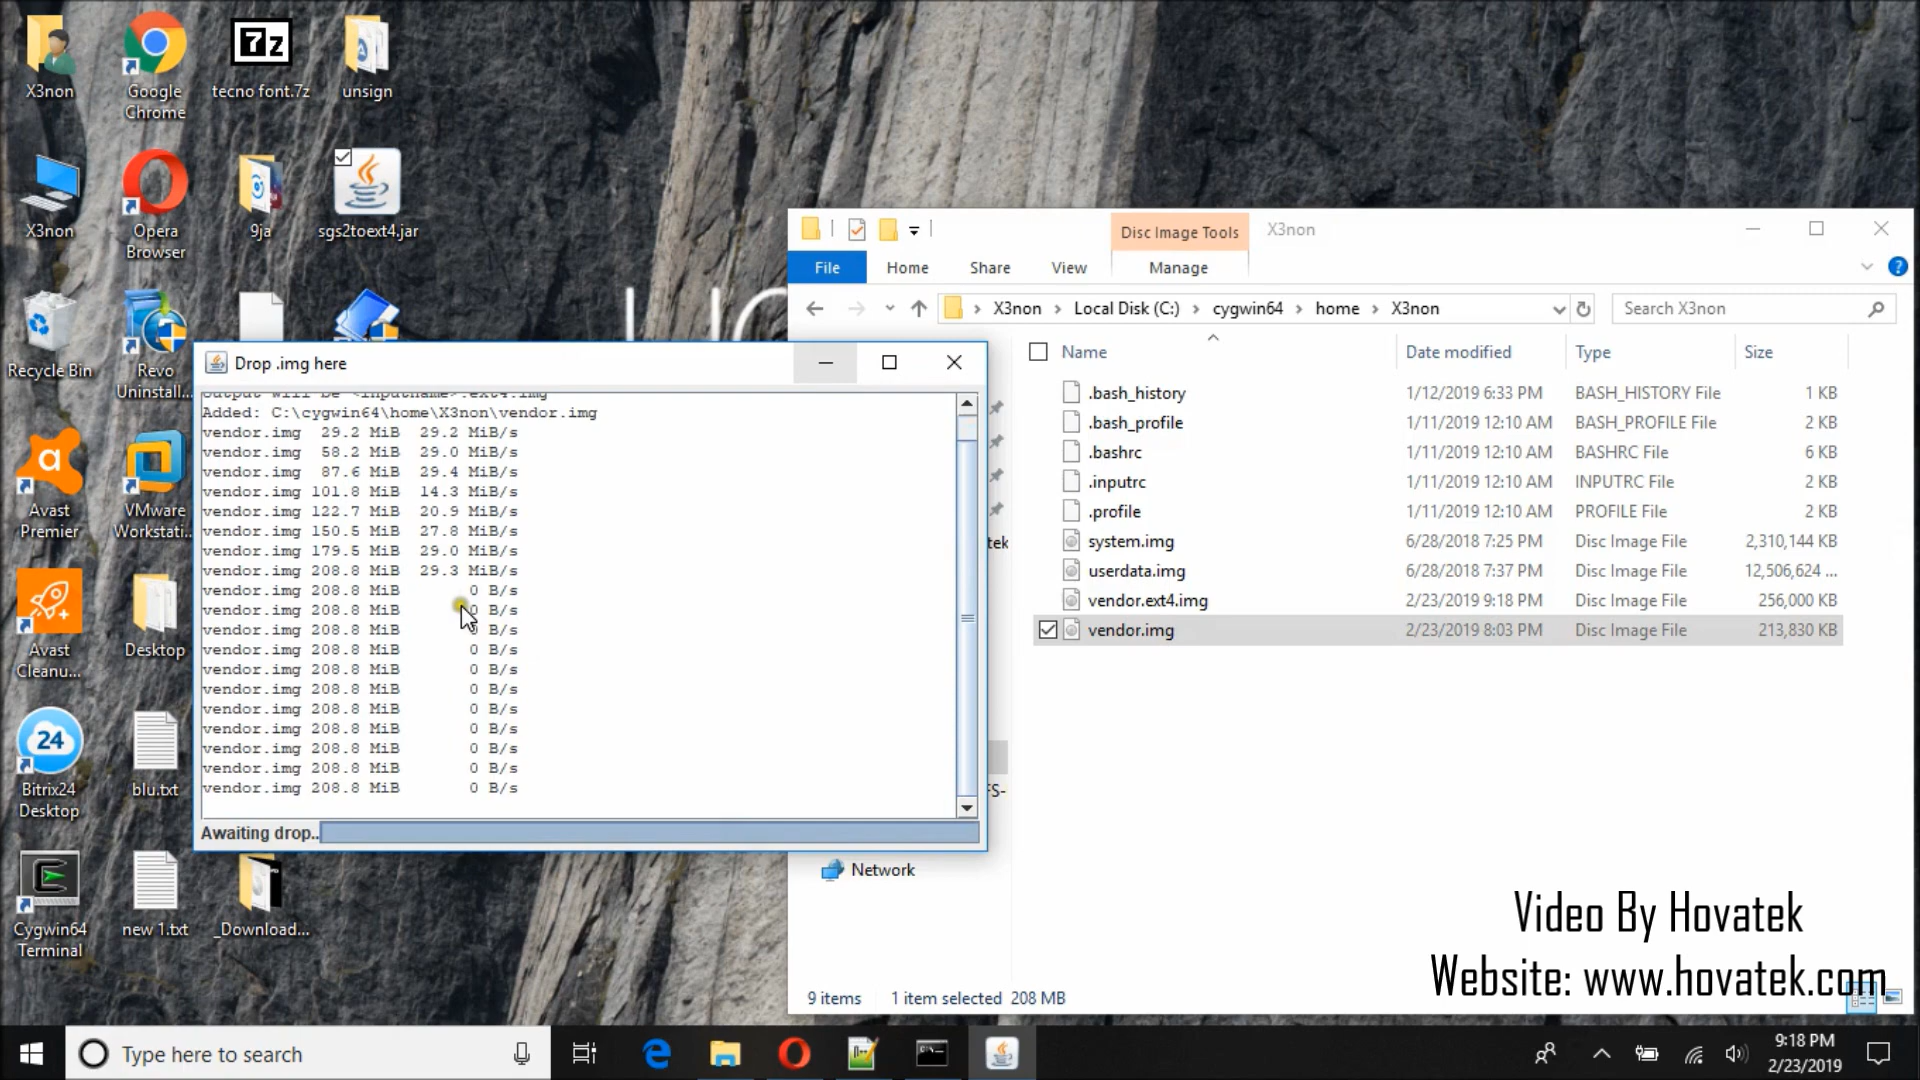 X3non
Google
Chrome
tecno font.7z
unsign
X3non
Opera
Browser
9ja
sgs2toext4.jar
Recycle Bin
Revo
Uninstall...
Avast
Premier
VMware
Workstati...
Avast
Cleanu...
Desktop
24
Bitrix24
Desktop
blu.txt
Cygwin64
Terminal
new 1.txt
_Download...
Drop .img here
Output will be <inputname>.ext4.img
Added: C:\cygwin64\home\X3non\vendor.img
vendor.img 29.2 MiB 29.2 MiB/s
vendor.img 58.2 MiB 29.0 MiB/s
vendor.img 87.6 MiB 29.4 MiB/s
vendor.img 101.8 MiB 14.3 MiB/s
vendor.img 122.7 MiB 20.9 MiB/s
vendor.img 150.5 MiB 27.8 MiB/s
vendor.img 179.5 MiB 29.0 MiB/s
vendor.img 208.8 MiB 29.3 MiB/s
vendor.img 208.8 MiB 0 B/s
vendor.img 208.8 MiB 0 B/s
vendor.img 208.8 MiB 0 B/s
vendor.img 208.8 MiB 0 B/s
vendor.img 208.8 MiB 0 B/s
vendor.img 208.8 MiB 0 B/s
vendor.img 208.8 MiB 0 B/s
vendor.img 208.8 MiB 0 B/s
vendor.img 208.8 MiB 0 B/s
vendor.img 208.8 MiB 0 B/s
vendor.img 208.8 MiB 0 B/s
Awaiting drop..
Disc Image Tools
X3non
File Home Share View Manage
X3non > Local Disk (C:) > cygwin64 > home > X3non
Search X3non
Name Date modified Type Size
.bash_history 1/12/2019 6:33 PM BASH_HISTORY File 1 KB
.bash_profile 1/11/2019 12:10 AM BASH_PROFILE File 2 KB
.bashrc 1/11/2019 12:10 AM BASHRC File 6 KB
.inputrc 1/11/2019 12:10 AM INPUTRC File 2 KB
.profile 1/11/2019 12:10 AM PROFILE File 2 KB
system.img 6/28/2018 7:25 PM Disc Image File 2,310,144 KB
userdata.img 6/28/2018 7:37 PM Disc Image File 12,506,624 ...
vendor.ext4.img 2/23/2019 9:18 PM Disc Image File 256,000 KB
vendor.img 2/23/2019 8:03 PM Disc Image File 213,830 KB
tek
FS-
Network
9 items 1 item selected 208 MB
Video By Hovatek
Website: www.hovatek.com
Type here to search
9:18 PM
2/23/2019